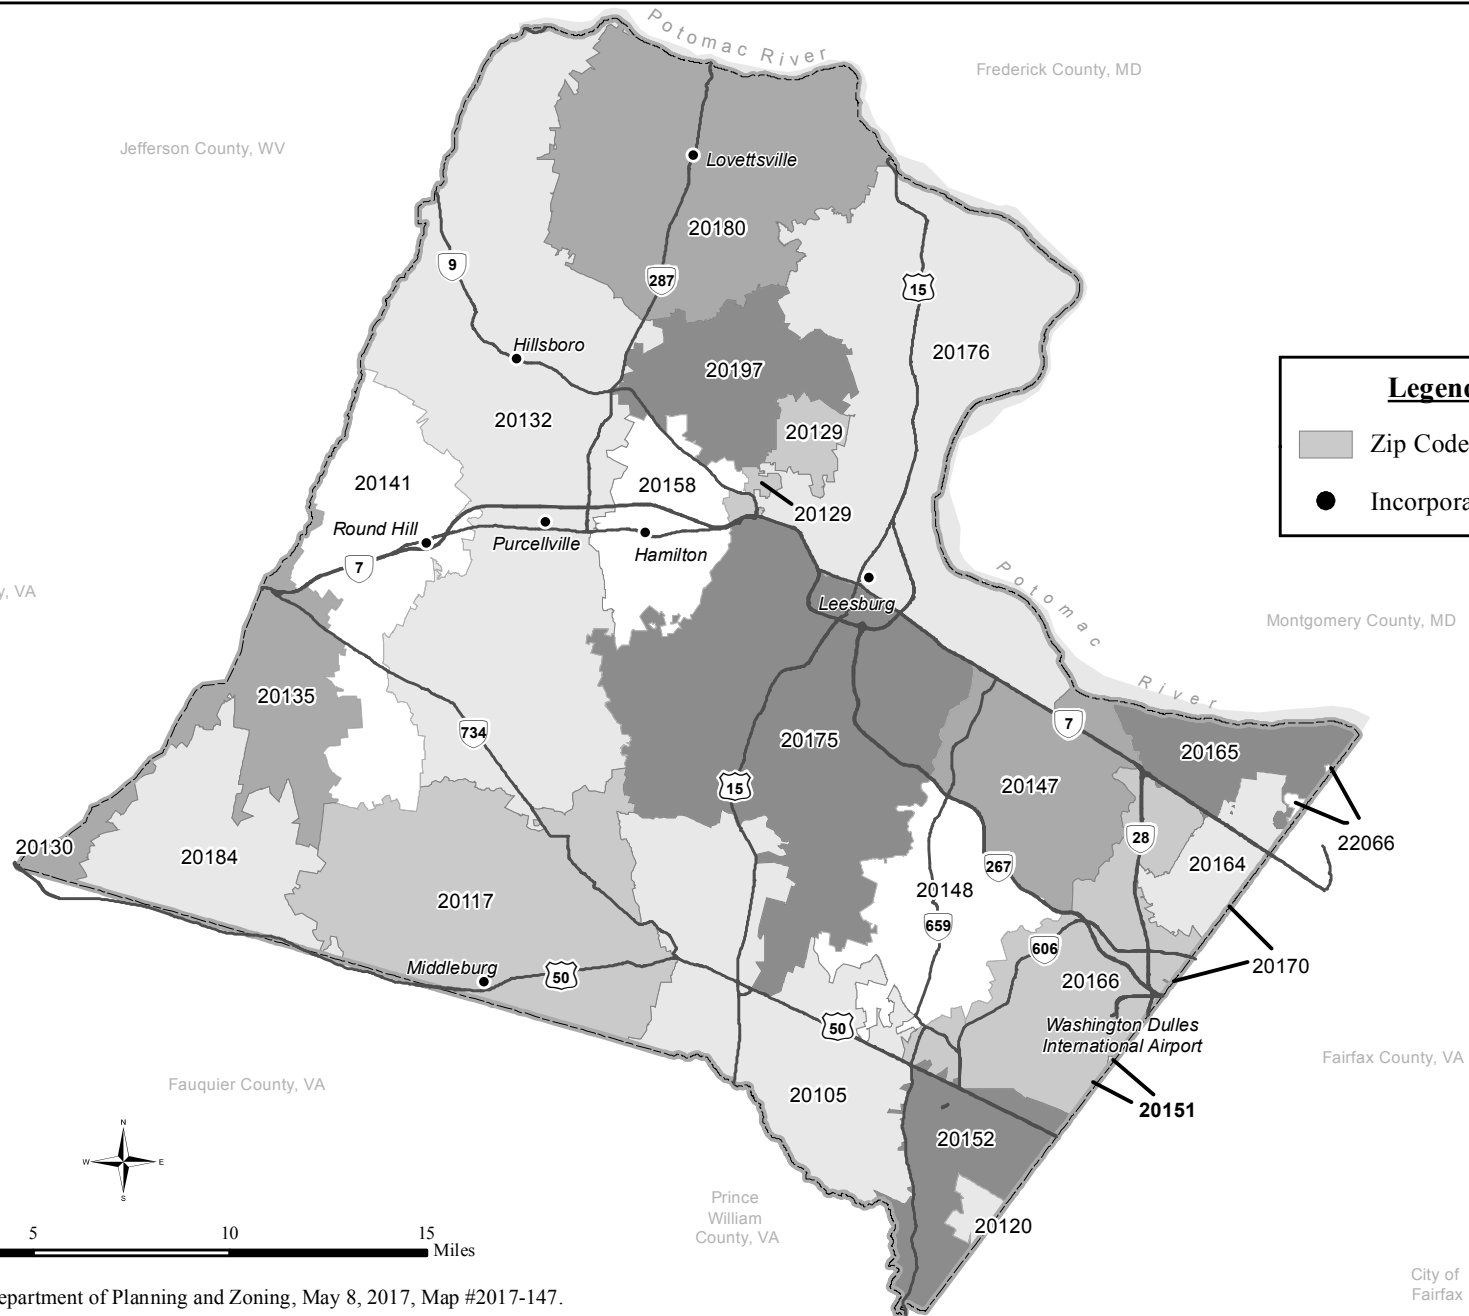 Potomac River
Frederick County, MD
Jefferson County, WV
Lovettsville
20180
9
287
15
Hillsboro
20176
20197
Legend
20132
20129
Zip Code
20141
20158
20129
Incorpora
Round Hill
Purcellville
Hamilton
7
Potomac
River
y, VA
Leesburg
Montgomery County, MD
20135
734
20175
7
20165
15
20147
28
22066
20130
20184
267
20164
20117
20148
659
606
20170
Middleburg
50
20166
50
Washington Dulles
International Airport
Fairfax County, VA
Fauquier County, VA
20105
20151
N
W E
S
20152
Prince
William
County, VA
20120
5 10 15
Miles
City of
Fairfax
epartment of Planning and Zoning, May 8, 2017, Map #2017-147.